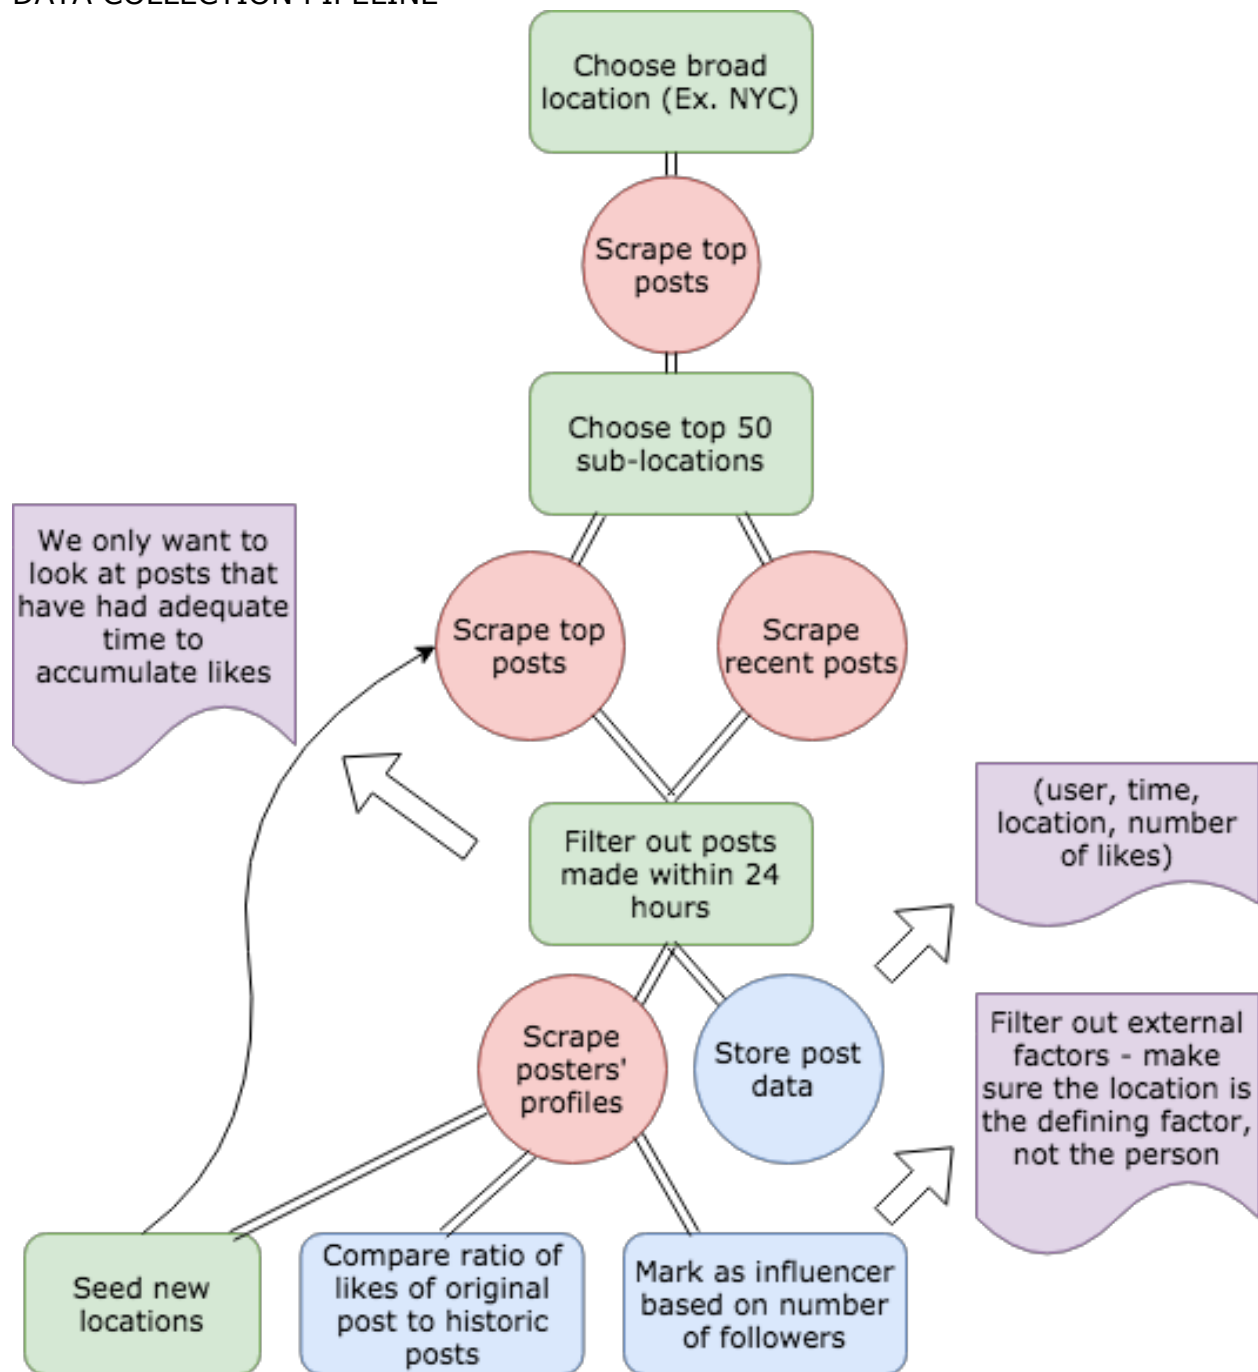 DATA COLLECTION PIPELINE
Choose broad
location (Ex. NYC)
Scrape top
posts
Choose top 50
sub-locations
We only want to
look at posts that
have had adequate
time to
accumulate likes
Scrape top
posts
Scrape
recent posts
(user, time,
location, number
of likes)
Filter out posts
made within 24
hours
Scrape
posters'
profiles
Store post
data
Filter out external
factors - make
sure the location is
the defining factor,
not the person
Seed new
locations
Compare ratio of
likes of original
post to historic
posts
Mark as influencer
based on number
of followers